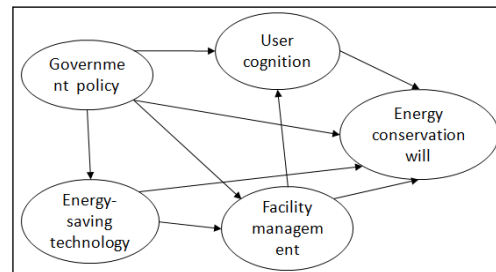 User
cognition
Governme
nt policy
Energy
conservation
will
Energy-
saving
technology
Facility
managem
ent